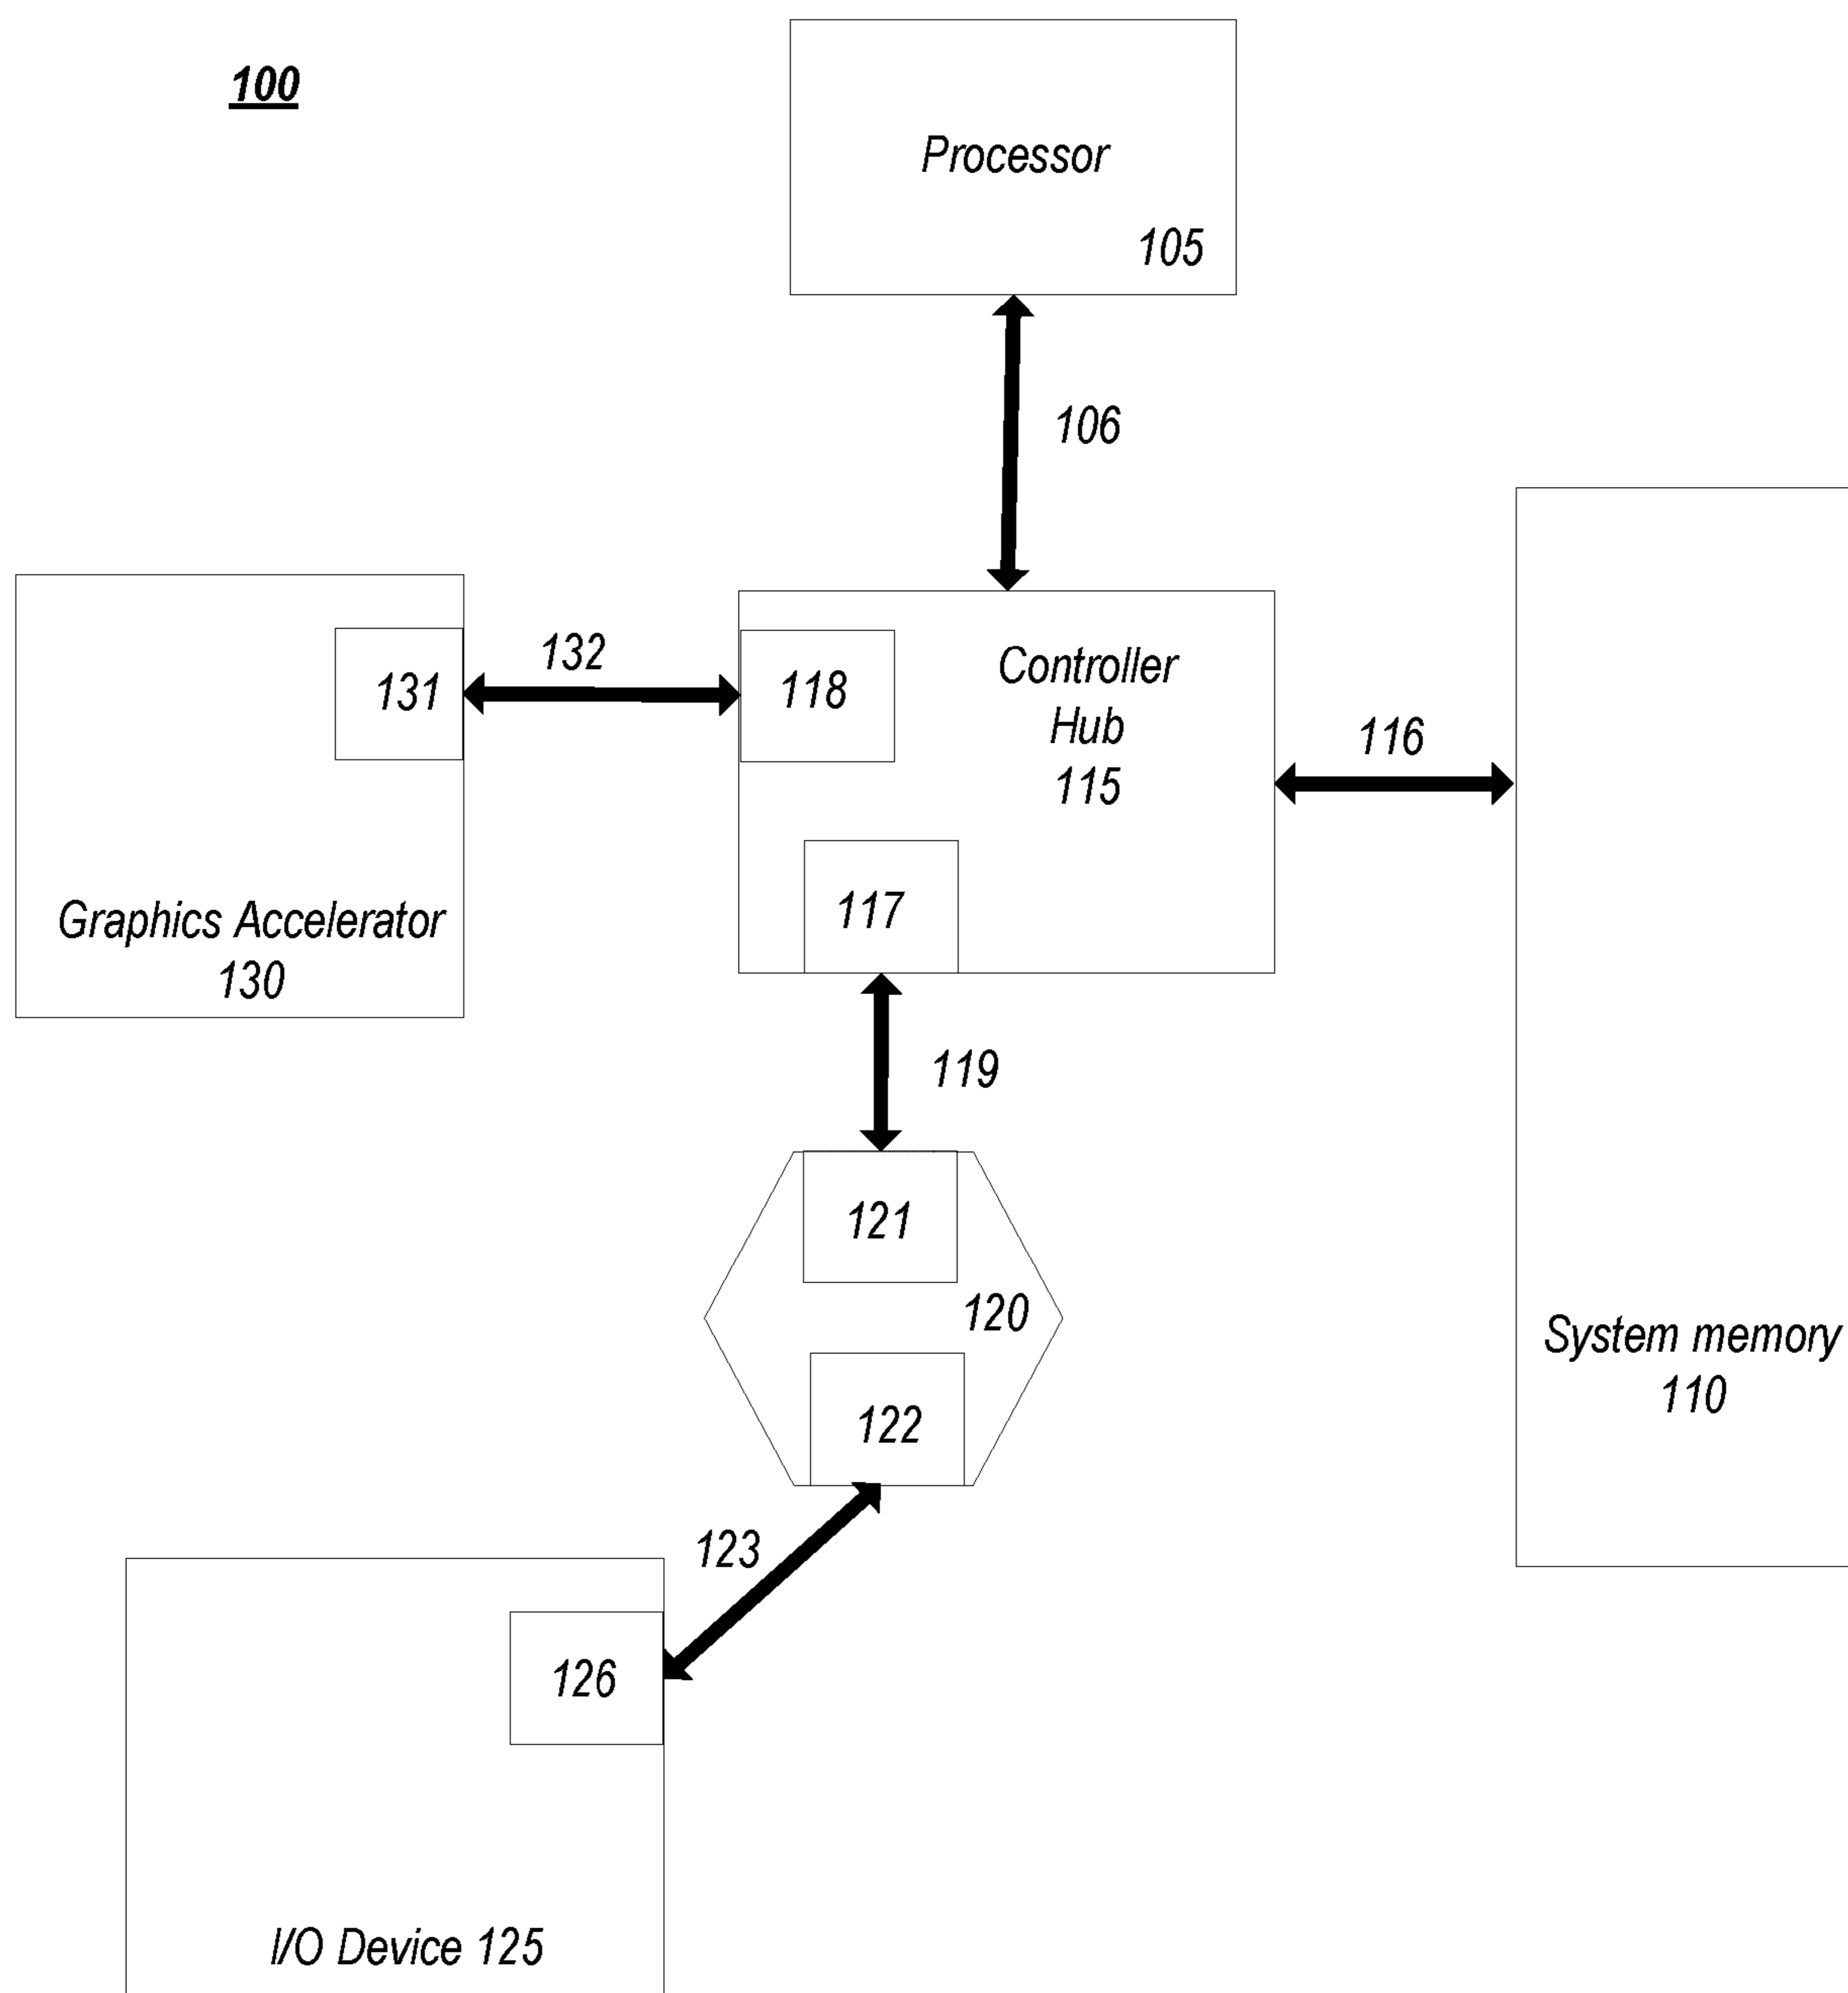 100
Processor
105
106
132
131
118
Controller
Hub
115
116
Graphics Accelerator
130
117
119
121
120
122
System memory
110
123
126
I/O Device 125